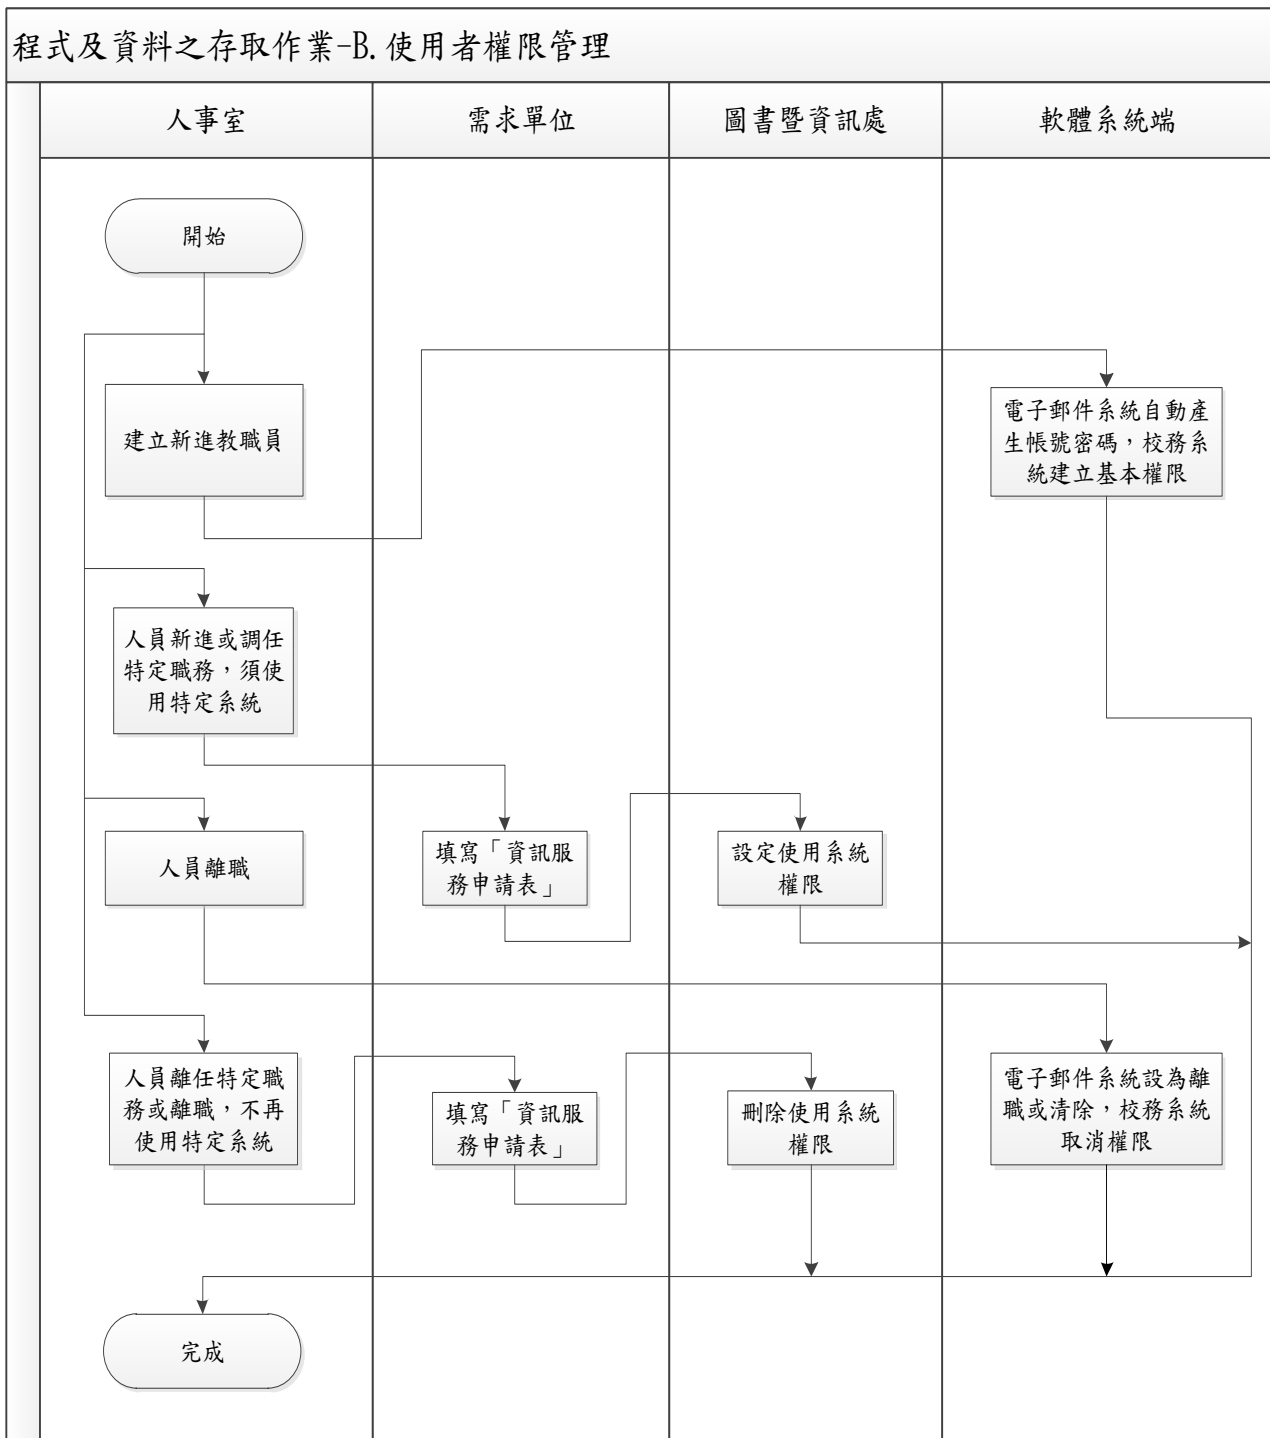 程式及資料之存取作業-B.使用者權限管理
人事室
需求單位
圖書暨資訊處
軟體系統端
開始
建立新進教職員
電子郵件系統自動產
生帳號密碼，校務系
統建立基本權限
人員新進或調任
特定職務，須使
用特定系統
人員離職
填寫「資訊服
務申請表」
設定使用系統
權限
人員離任特定職
務或離職，不再
使用特定系統
填寫「資訊服
務申請表」
刪除使用系統
權限
電子郵件系統設為離
職或清除，校務系統
取消權限
完成